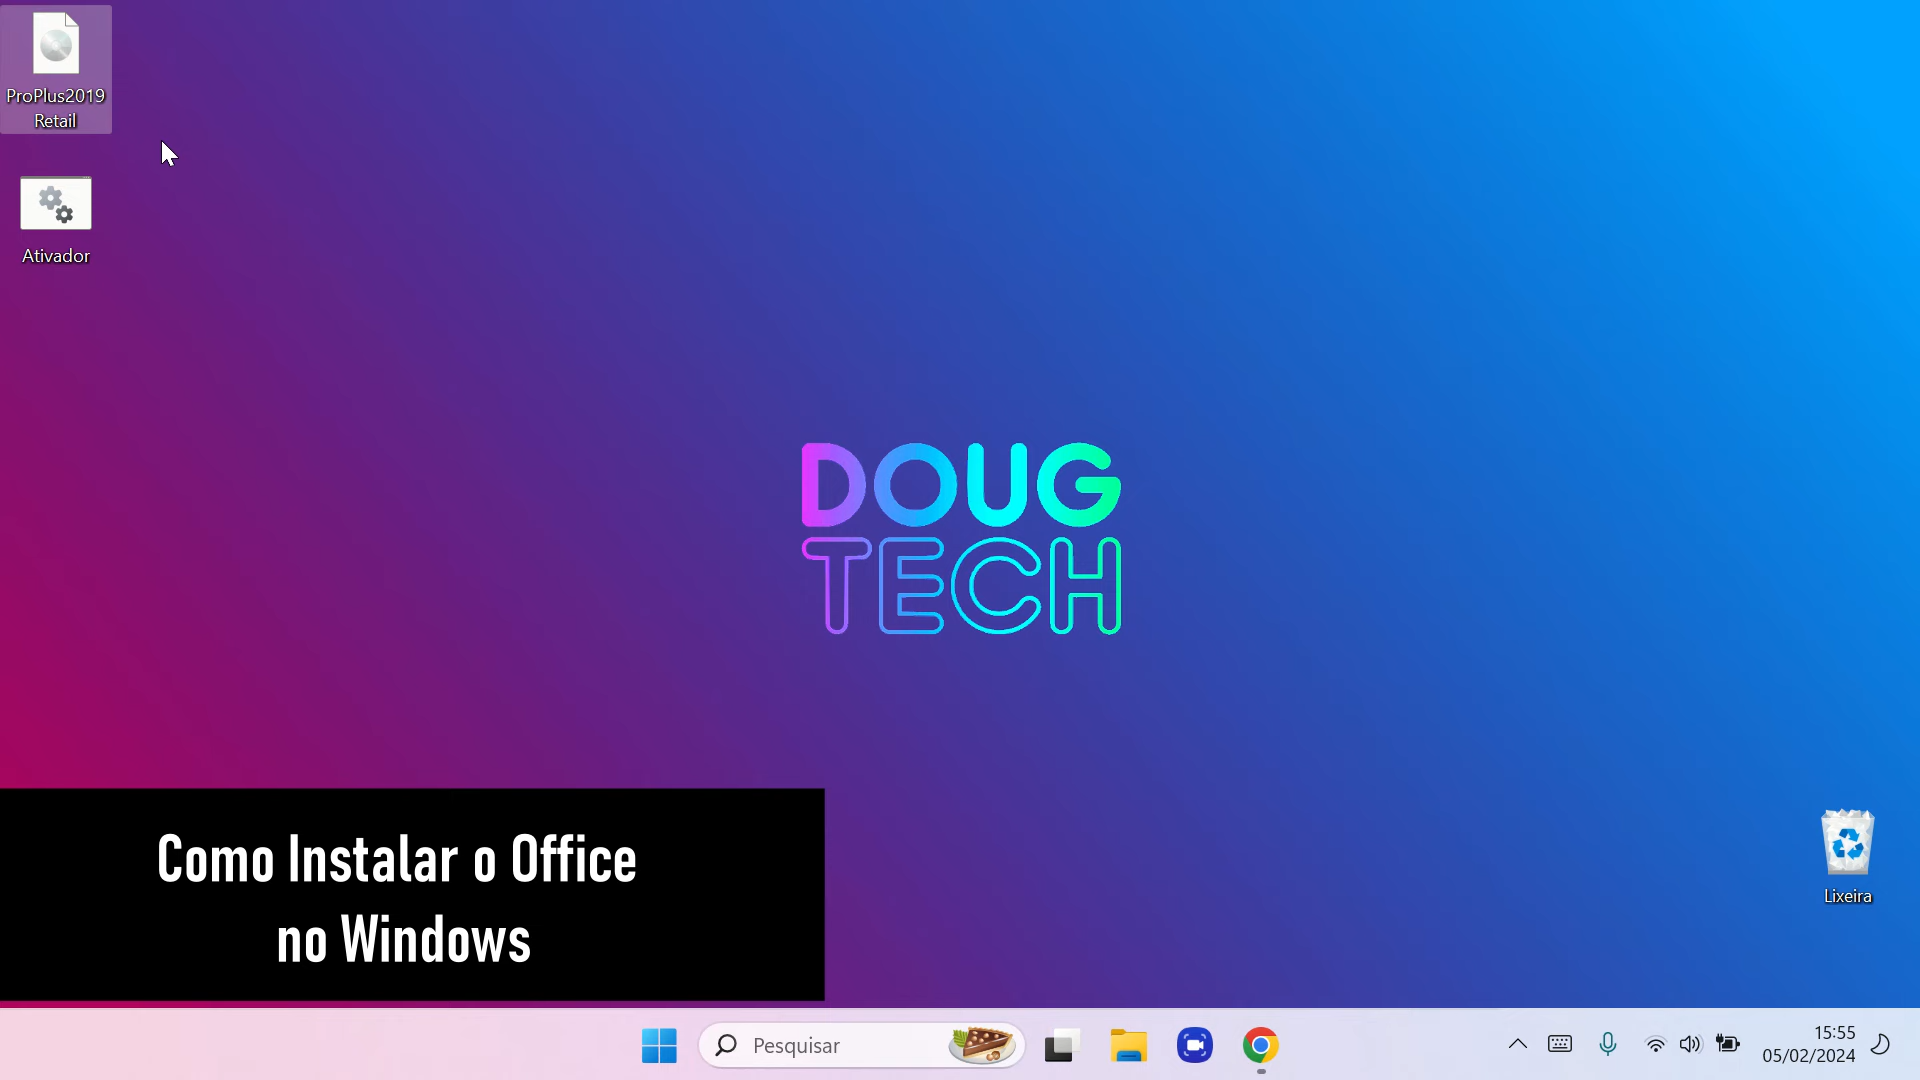 ProPlus2019
Retail
Ativador
DOUG
TECH
Lixeira
Como Instalar o Office
no Windows
Pesquisar
15:55
05/02/2024